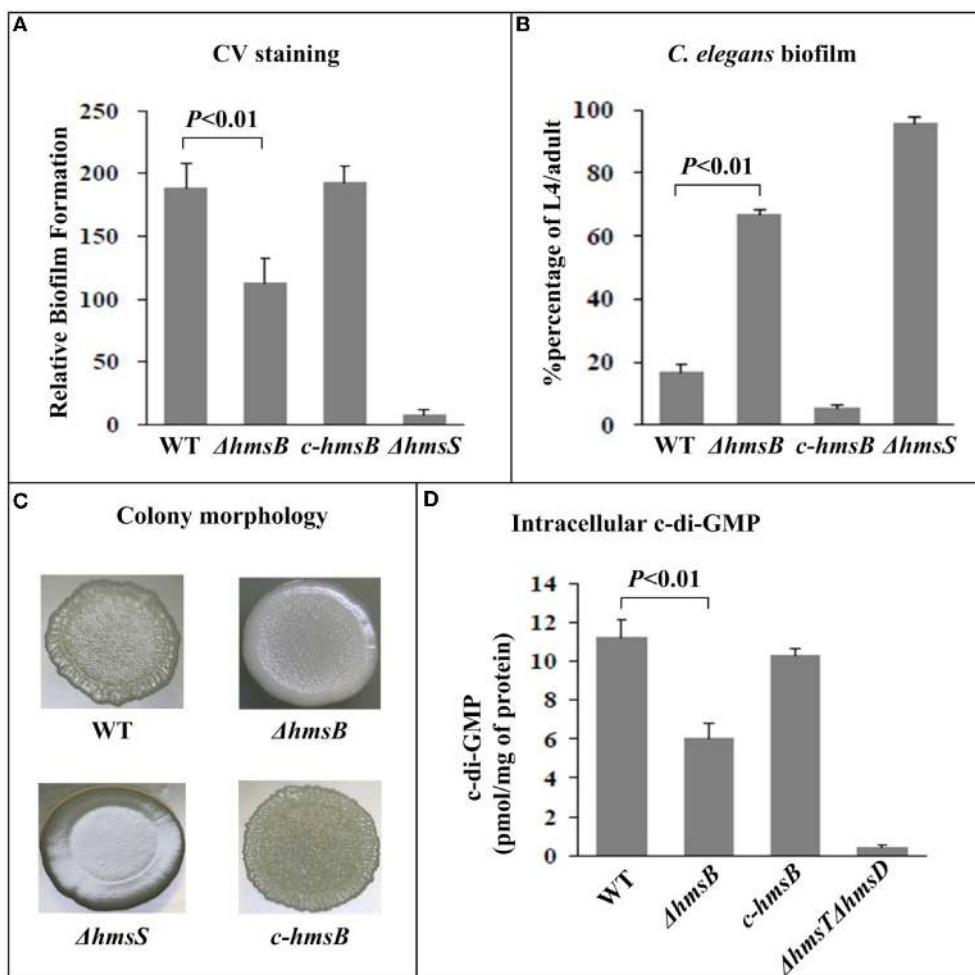 A
CV staining
Relative Biofilm Formation
250
200
150
100
50
0
P<0.01
WT ΔhmsB c-hmsB ΔhmsS
B
C. elegans biofilm
%percentage of L4/adult
100
80
60
40
20
0
P<0.01
WT ΔhmsB c-hmsB ΔhmsS
C
Colony morphology
WT ΔhmsB
ΔhmsS c-hmsB
D
Intracellular c-di-GMP
c-di-GMP
(pmol/mg of protein)
14
12
10
8
6
4
2
0
P<0.01
WT ΔhmsB c-hmsB ΔhmsTΔhmsD